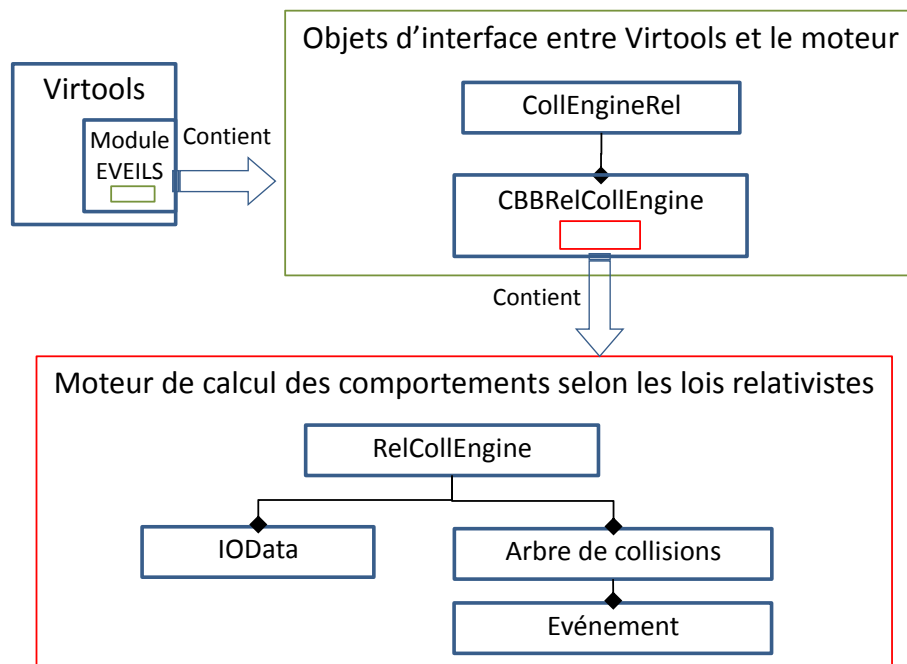 Objets d’interface entre Virtools et le moteur
Virtools
Module
EVEILS
Contient
CollEngineRel
CBBRelCollEngine
Contient
Moteur de calcul des comportements selon les lois relativistes
RelCollEngine
IOData
Arbre de collisions
Evénement